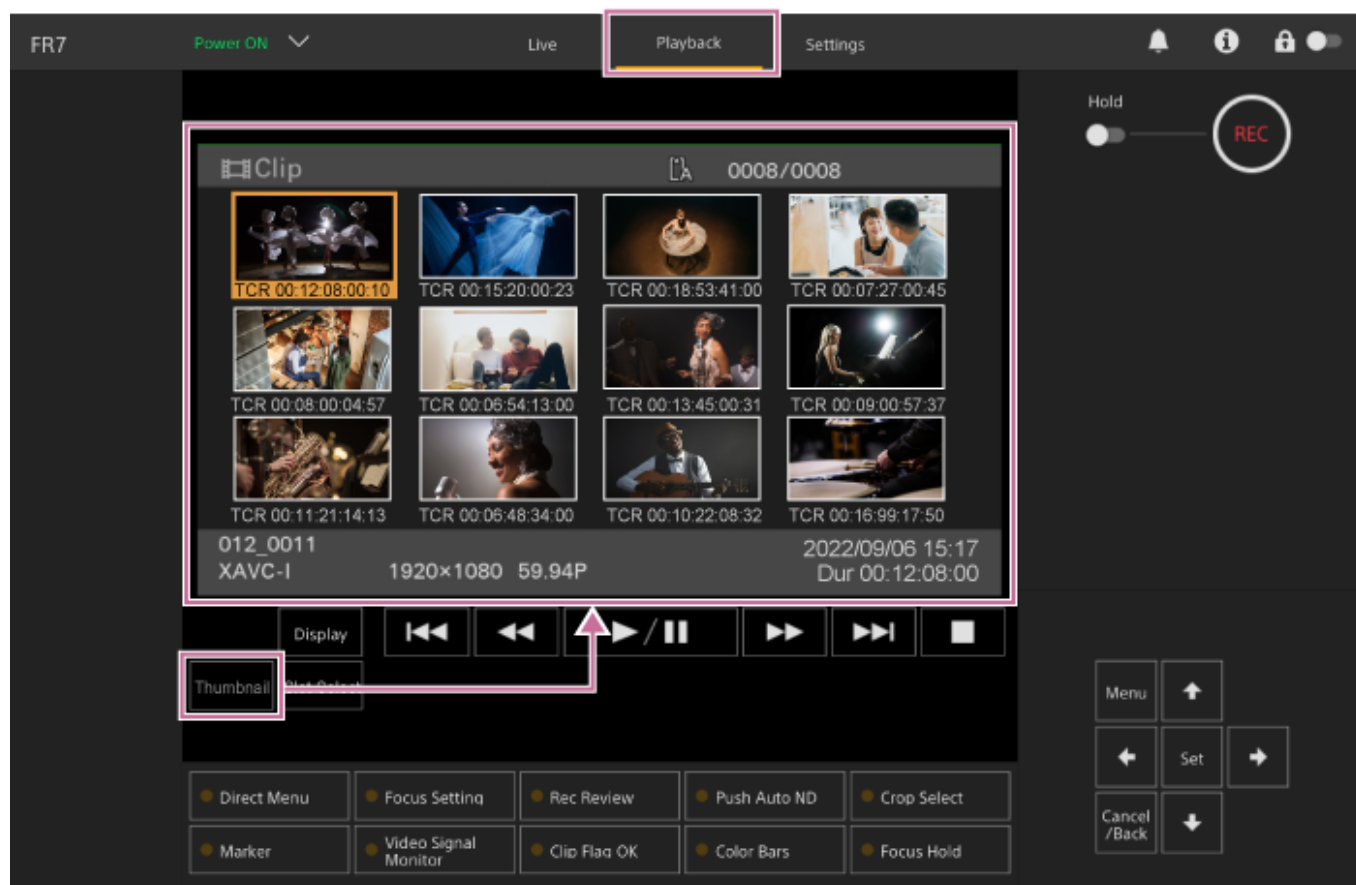 FR7
Power ON
Live
Playback
Settings
Hold
REC
Clip
A 0008/0008
TCR 00:12:08:00:10
TCR 00:15:20:00:23
TCR 00:18:53:41:00
TCR 00:07:27:00:45
TCR 00:08:00:04:57
TCR 00:06:54:13:00
TCR 00:13:45:00:31
TCR 00:09:00:57:37
TCR 00:11:21:14:13
TCR 00:06:48:34:00
TCR 00:10:22:08:32
TCR 00:16:99:17:50
012_0011
2022/09/06 15:17
XAVC-I 1920×1080 59.94P
Dur 00:12:08:00
Display
Thumbnail
Menu
Set
Cancel
/Back
Direct Menu
Focus Setting
Rec Review
Push Auto ND
Crop Select
Marker
Video Signal
Monitor
Clip Flag OK
Color Bars
Focus Hold